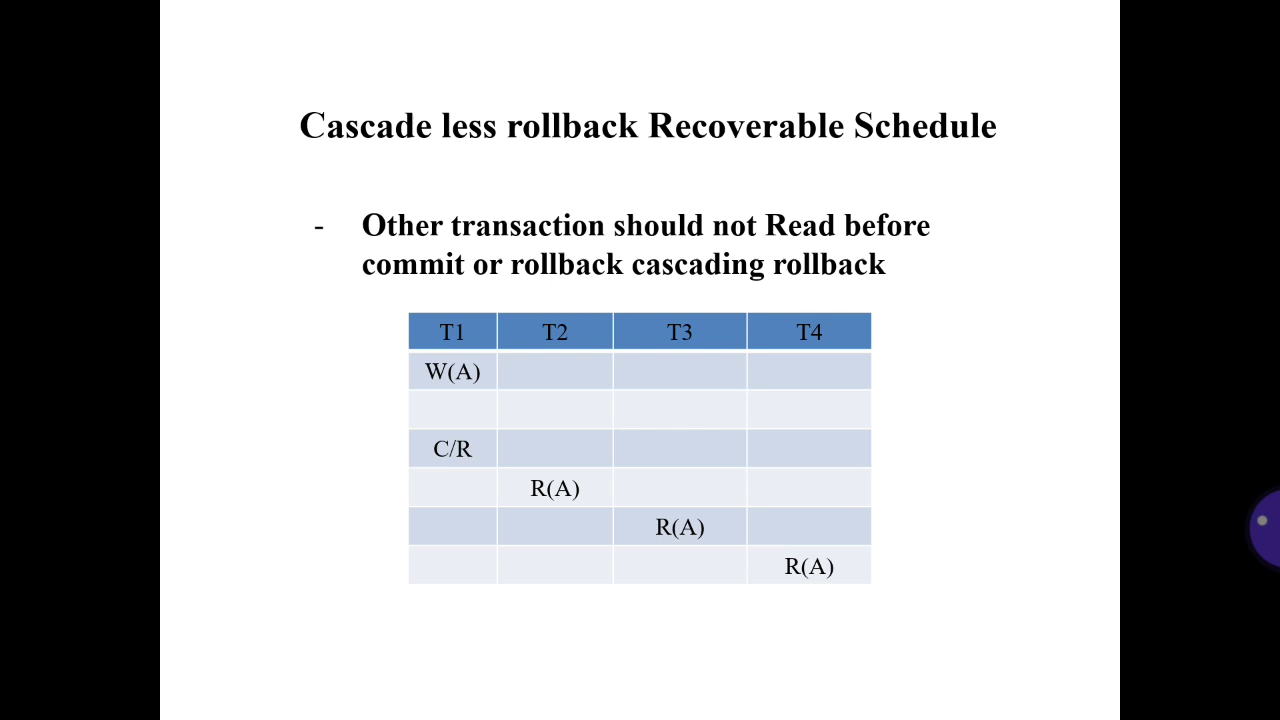 Cascade less rollback Recoverable Schedule
- Other transaction should not Read before
commit or rollback cascading rollback
T1 T2 T3 T4
W(A)
C/R
R(A)
R(A)
R(A)